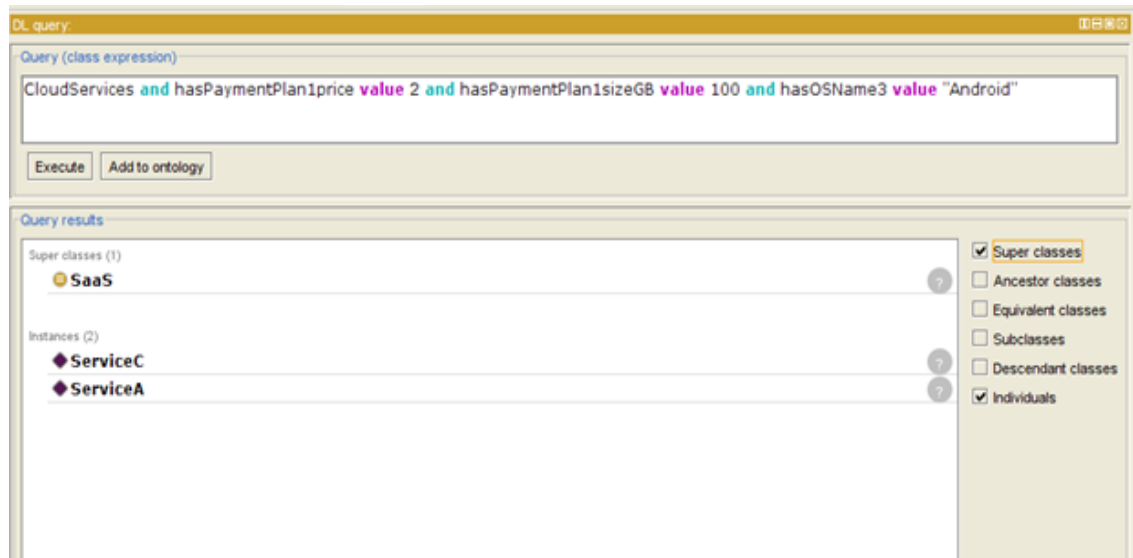 DL query:
Query (class expression)
CloudServices and hasPaymentPlan1price value 2 and hasPaymentPlan1sizeGB value 100 and hasOSName3 value "Android"
Execute Add to ontology
Query results
Super classes (1)
SaaS
?
Instances (2)
ServiceC
?
ServiceA
?
Super classes
Ancestor classes
Equivalent classes
Subclasses
Descendant classes
Individuals